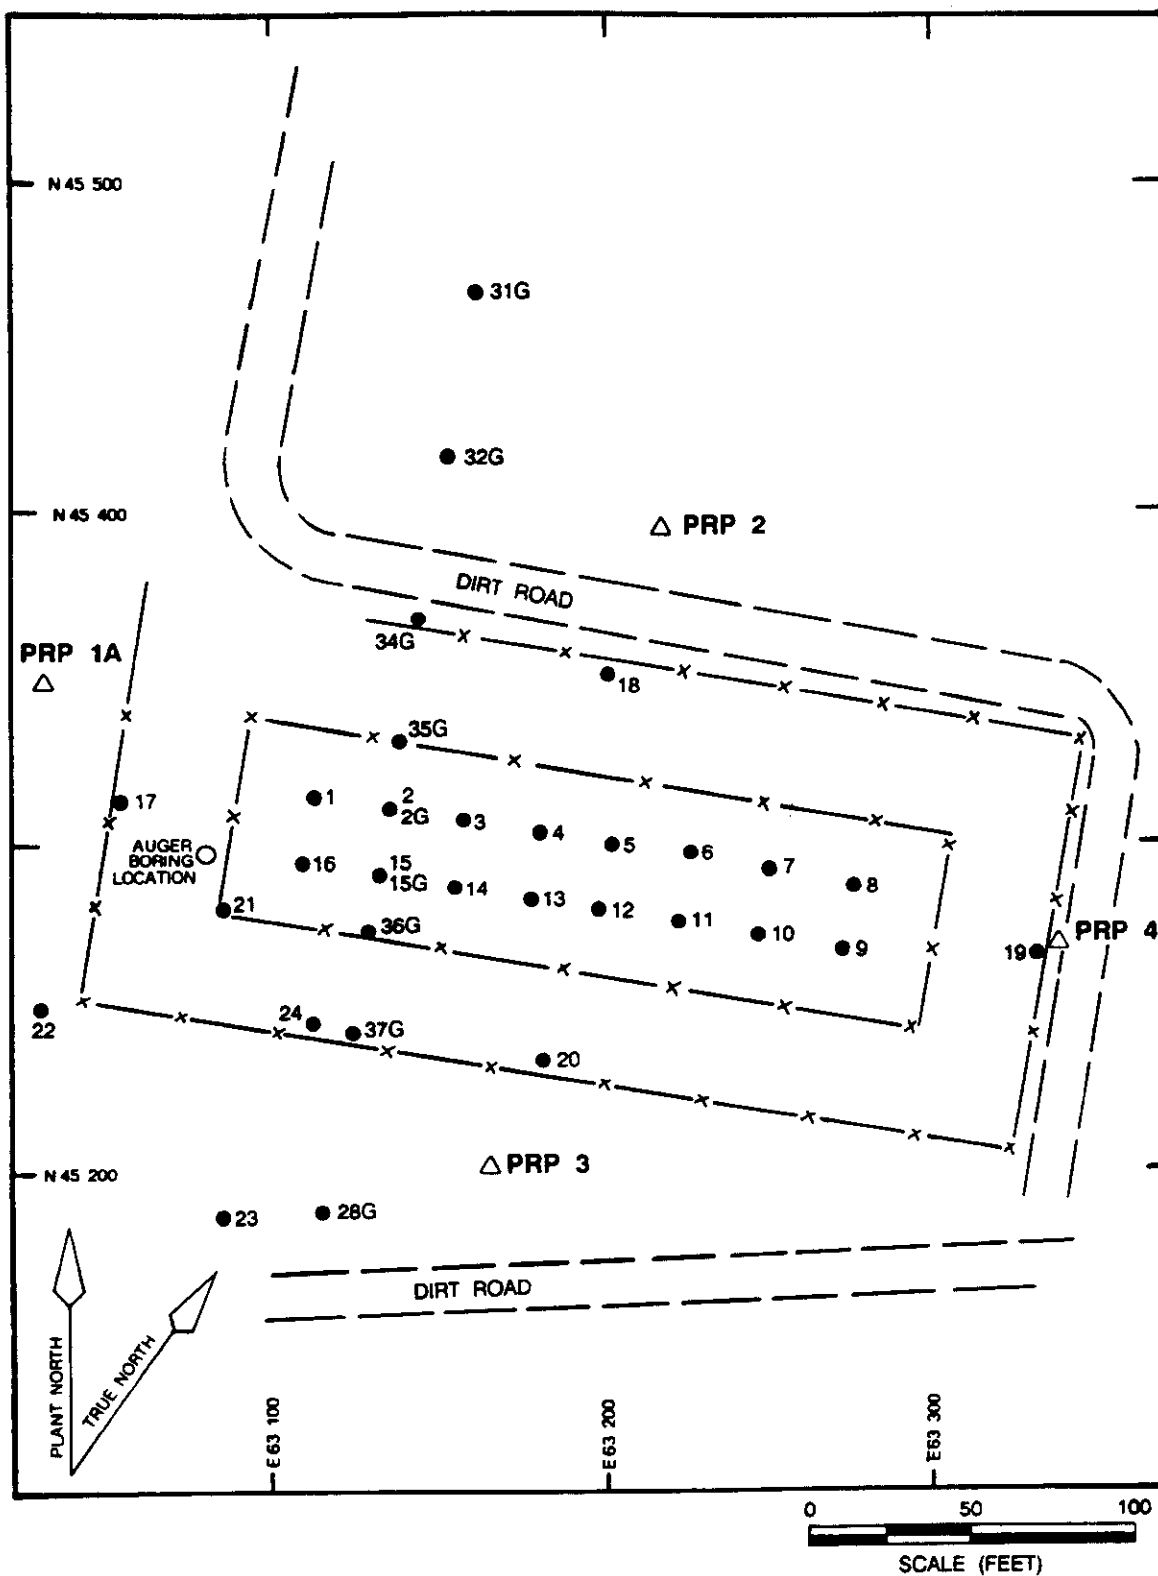 N 45 500
31G
32G
N 45 400
PRP 2
DIRT ROAD
34G
PRP 1A
18
35G
17
1
2
2G
3
4
5
6
7
8
AUGER
BORING
LOCATION
16
15
15G
14
13
12
11
10
9
21
36G
19
PRP 4
22
24
37G
20
N 45 200
PRP 3
23
28G
DIRT ROAD
PLANT NORTH
TRUE NORTH
E 63 100
E 63 200
E 63 300
0 50 100
SCALE (FEET)